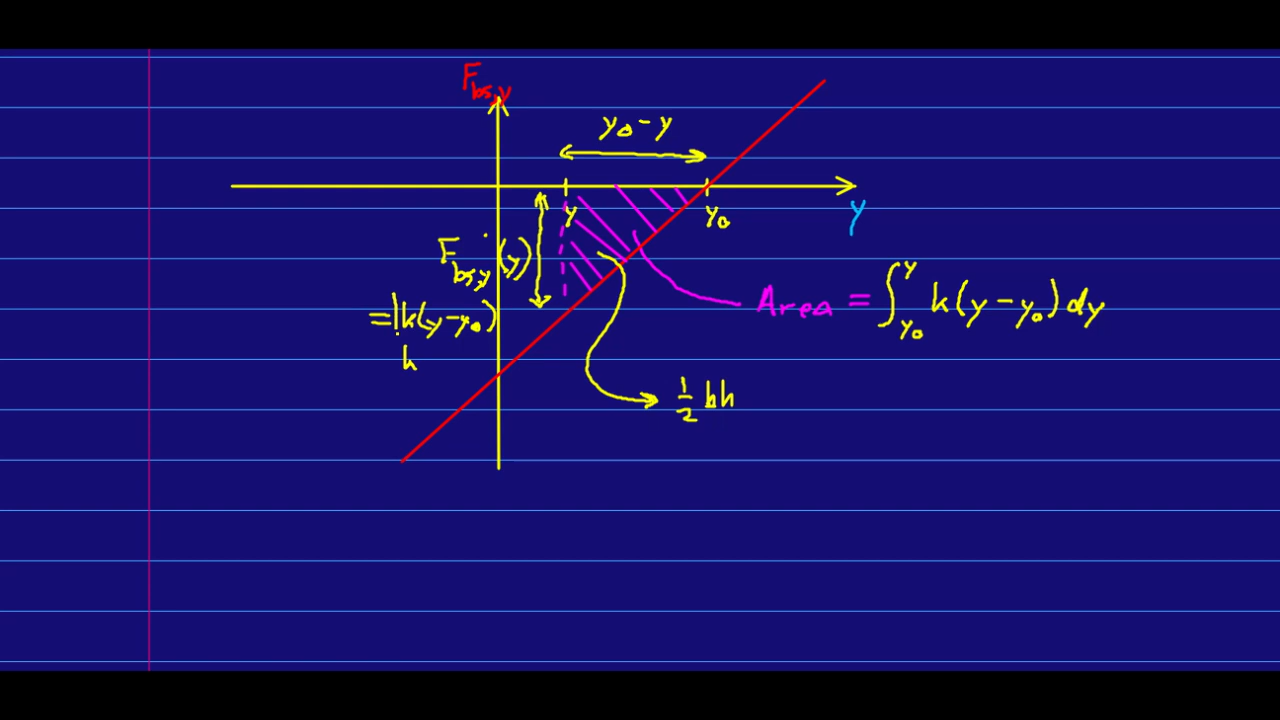 F_bs,y
y₀ - y
y
y₀
y
F_bs,y(y)
= |k(y-y₀)
h
Area = ∫_{y₀}^{y} k(y - y₀) dy
1/2 bh